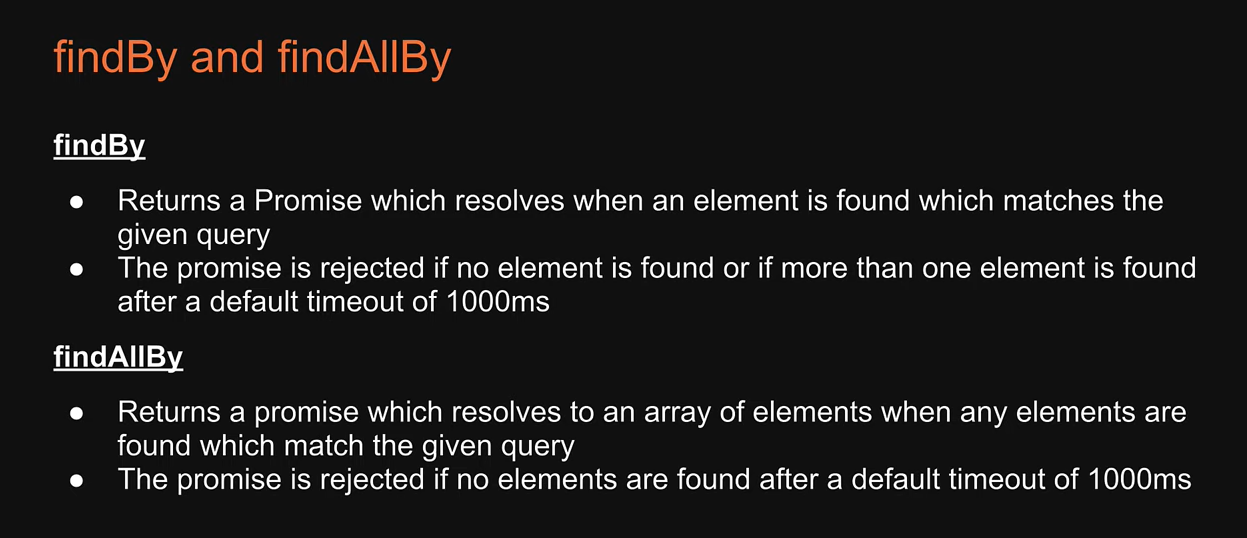 findBy and findAllBy
findBy
● Returns a Promise which resolves when an element is found which matches the
given query
● The promise is rejected if no element is found or if more than one element is found
after a default timeout of 1000ms
findAllBy
● Returns a promise which resolves to an array of elements when any elements are
found which match the given query
● The promise is rejected if no elements are found after a default timeout of 1000ms